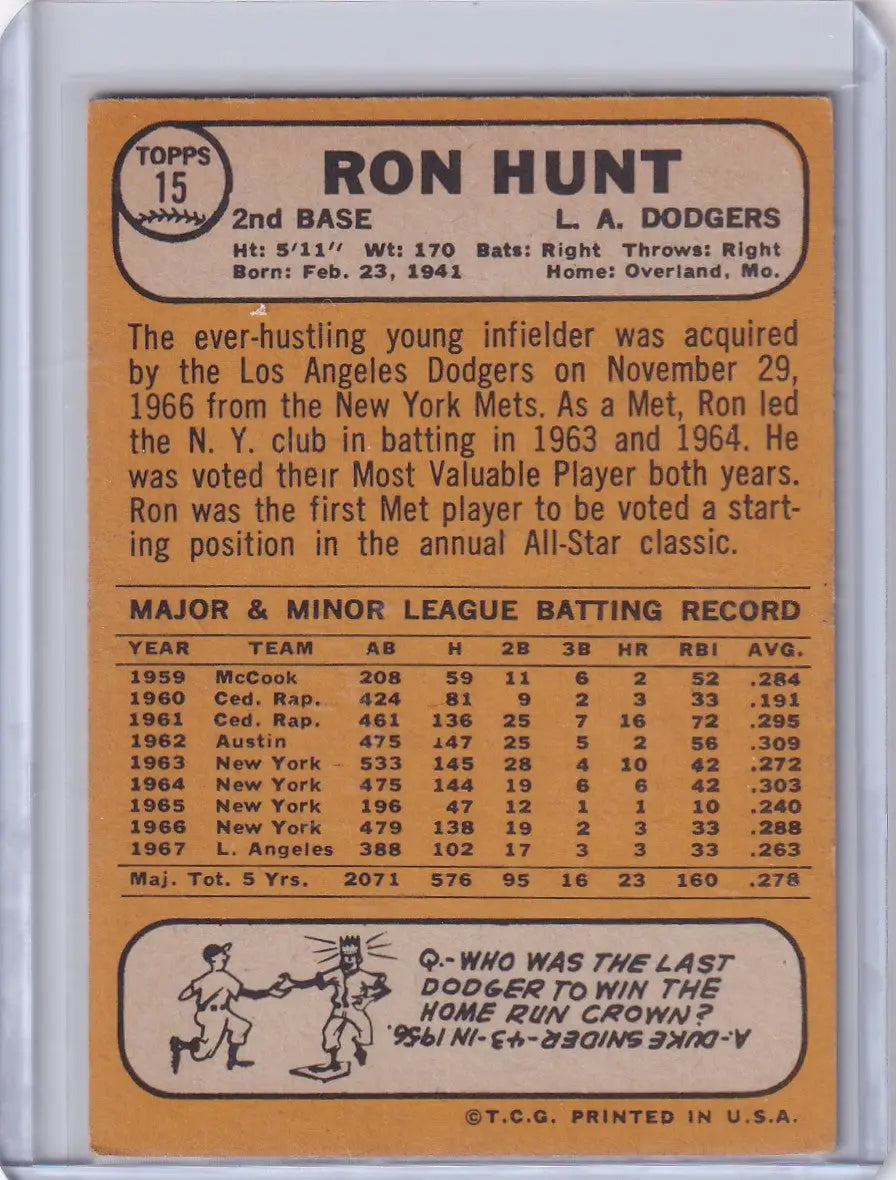 TOPPS
15
RON HUNT
2nd BASE L. A. DODGERS
Ht: 5'11" Wt: 170 Bats: Right Throws: Right
Born: Feb. 23, 1941 Home: Overland, Mo.
The ever-hustling young infielder was acquired
by the Los Angeles Dodgers on November 29,
1966 from the New York Mets. As a Met, Ron led
the N. Y. club in batting in 1963 and 1964. He
was voted their Most Valuable Player both years.
Ron was the first Met player to be voted a start-
ing position in the annual All-Star classic.
MAJOR & MINOR LEAGUE BATTING RECORD
YEAR TEAM AB H 2B 3B HR RBI AVG.
1959 McCook 208 59 11 6 2 52 .284
1960 Ced. Rap. 424 81 9 2 3 33 .191
1961 Ced. Rap. 461 136 25 7 16 72 .295
1962 Austin 475 147 25 5 2 56 .309
1963 New York 533 145 28 4 10 42 .272
1964 New York 475 144 19 6 6 42 .303
1965 New York 196 47 12 1 1 10 .240
1966 New York 479 138 19 2 3 33 .288
1967 L. Angeles 388 102 17 3 3 33 .263
Maj. Tot. 5 Yrs. 2071 576 95 16 23 160 .278
Q.-WHO WAS THE LAST
DODGER TO WIN THE
HOME RUN CROWN?
A.-DUKE SNIDER-43-IN 1956.
©T.C.G. PRINTED IN U.S.A.